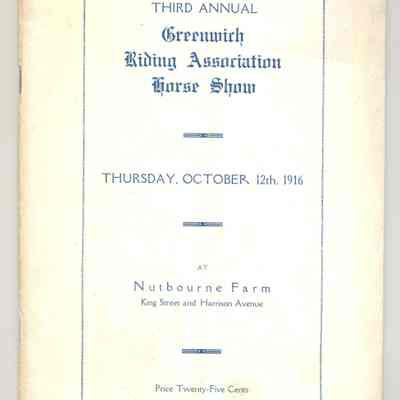 THIRD ANNUAL
Greenwich
Riding Association
Horse Show
THURSDAY, OCTOBER 12th, 1916
AT
Nutbourne Farm
King Street and Harrison Avenue
Price Twenty-Five Cents